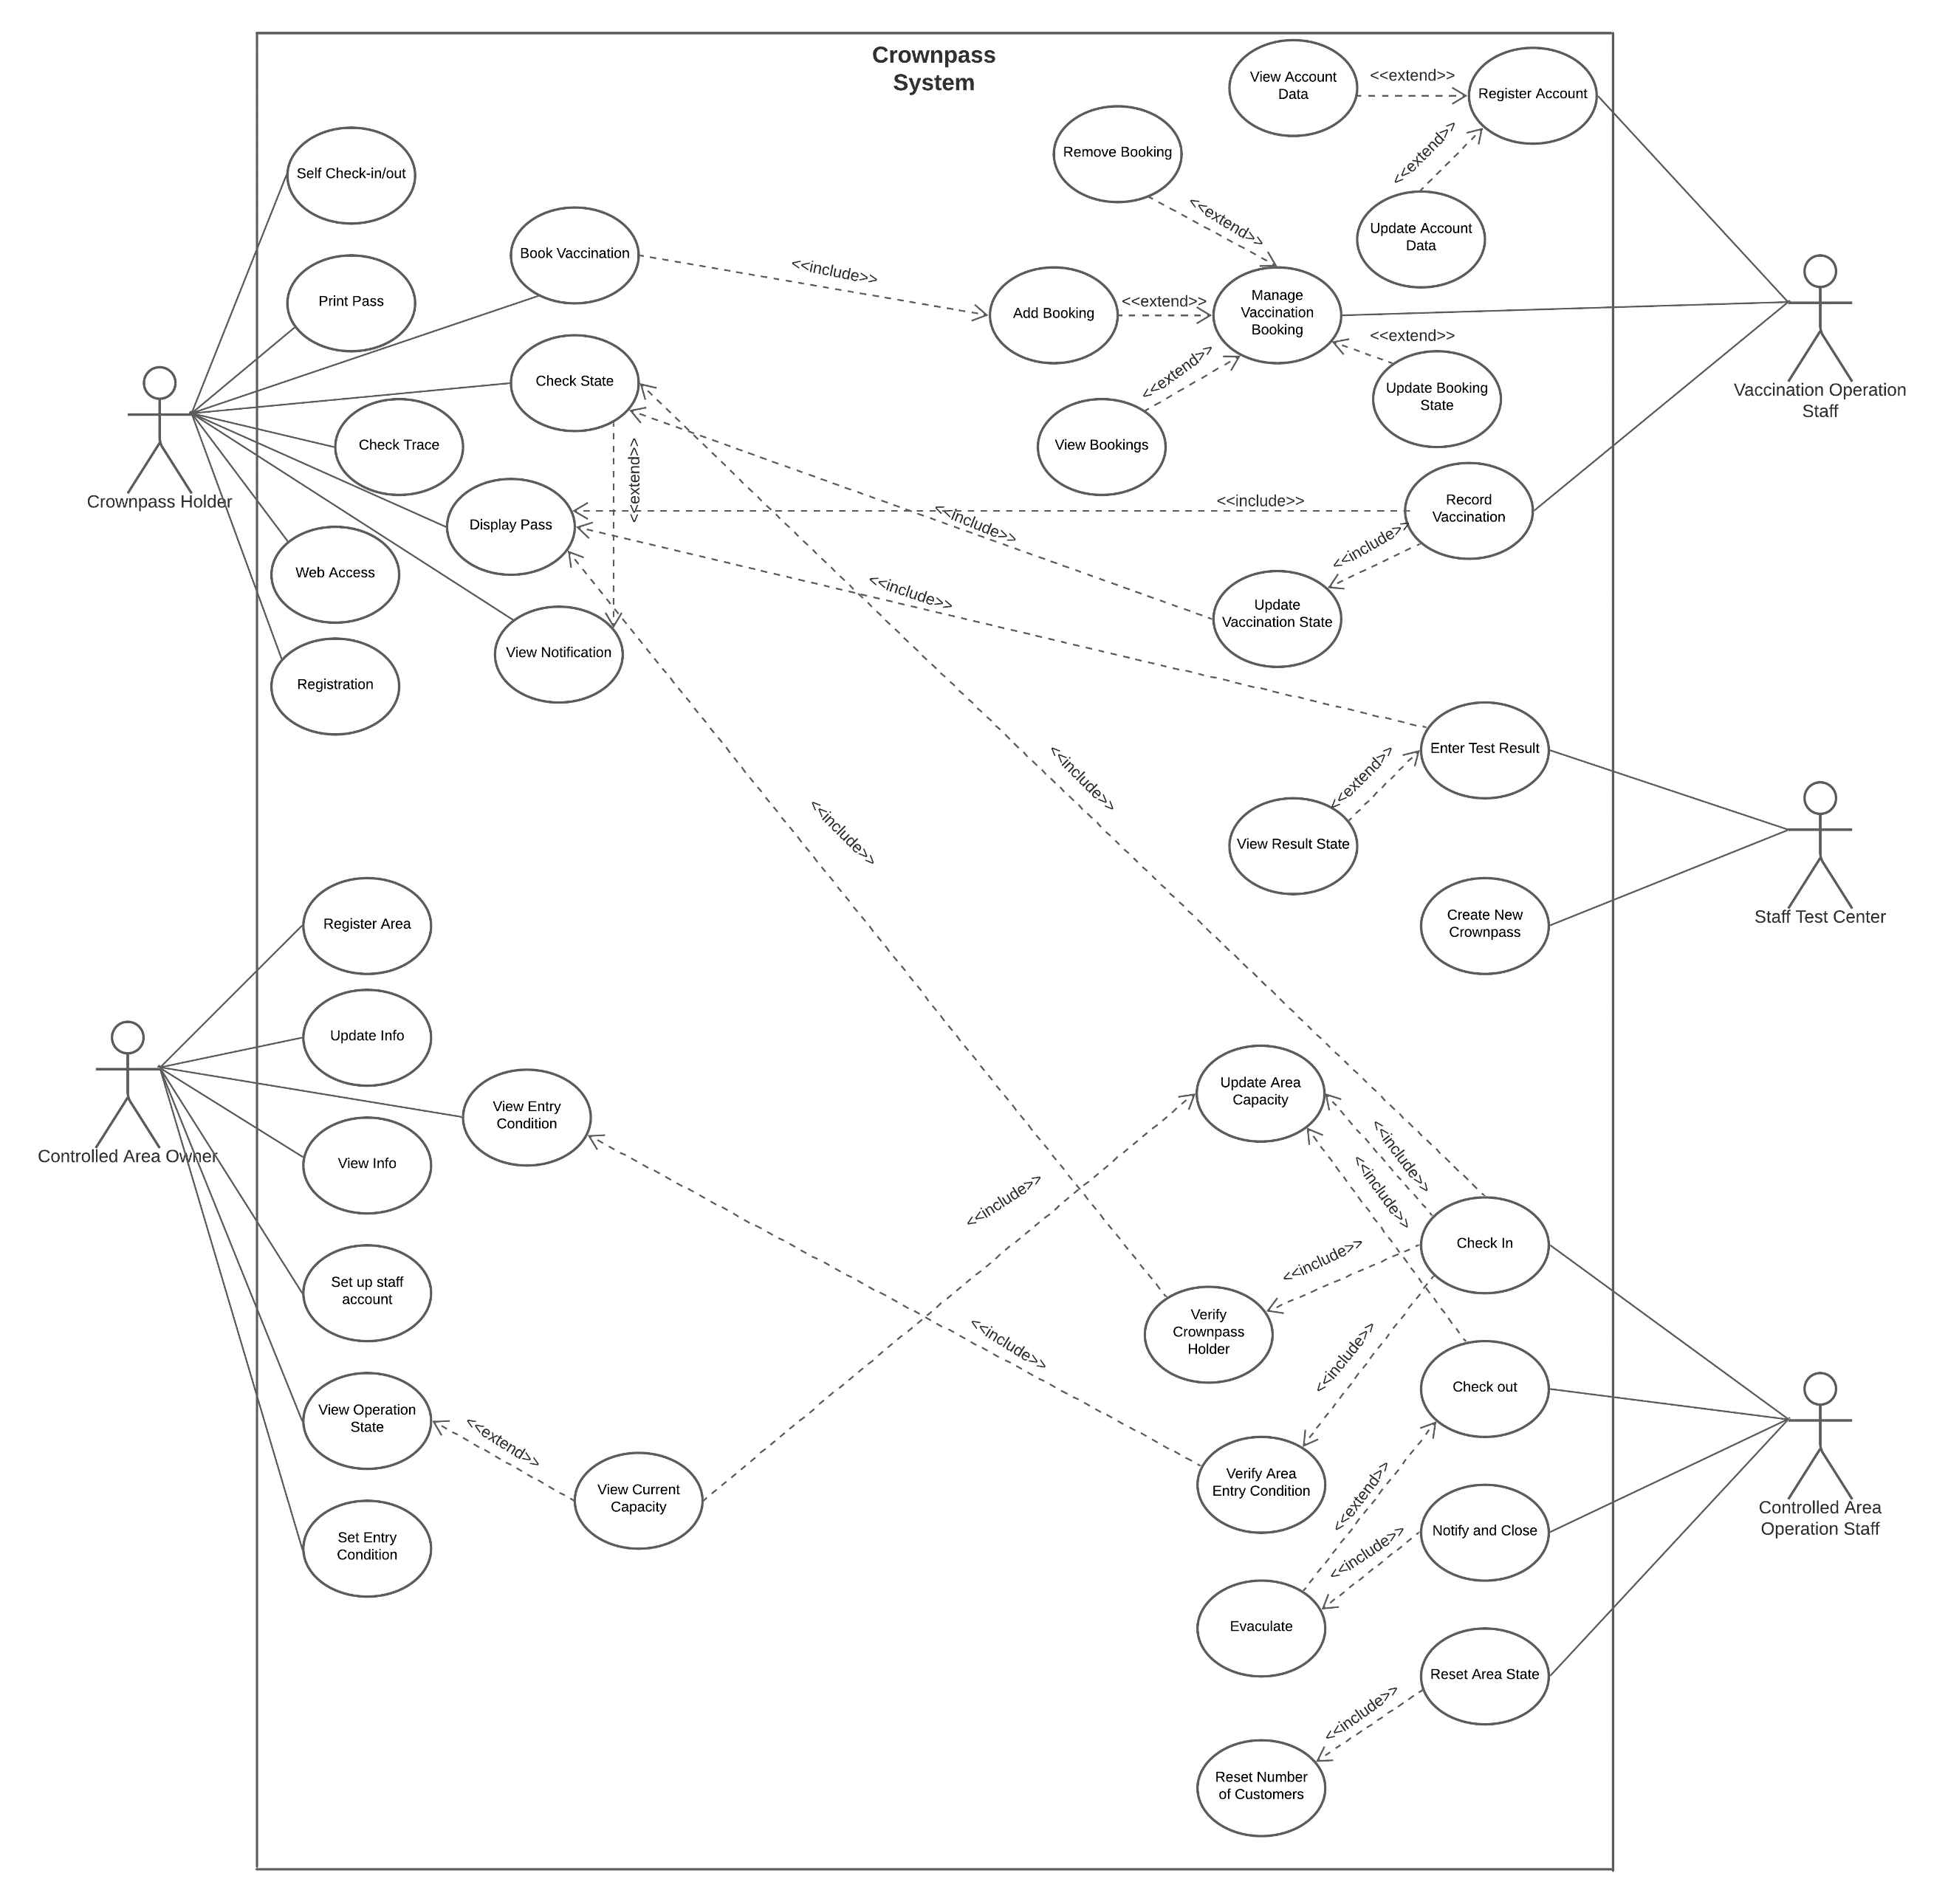 Crownpass
System
View Account
Data
<<extend>>
Register Account
<<extend>>
Remove Booking
Self Check-in/out
<<extend>>
Update Account
Data
Book Vaccination
<<include>>
Print Pass
Add Booking
<<extend>>
Manage
Vaccination
Booking
<<extend>>
Check State
<<extend>>
Update Booking
State
Vaccination Operation
Staff
Check Trace
View Bookings
<<extend>>
Crownpass Holder
Display Pass
<<include>>
Record
Vaccination
<<include>>
<<include>>
Web Access
<<include>>
Update
Vaccination State
View Notification
Registration
Enter Test Result
<<include>>
<<extend>>
<<include>>
View Result State
Register Area
Create New
Crownpass
Staff Test Center
Update Info
View Entry
Condition
Update Area
Capacity
Controlled Area Owner
View Info
<<include>>
<<include>>
<<include>>
Check In
<<include>>
Set up staff
account
Verify
Crownpass
Holder
<<include>>
<<include>>
Check out
View Operation
State
<<extend>>
View Current
Capacity
Verify Area
Entry Condition
<<extend>>
Controlled Area
Operation Staff
Set Entry
Condition
Notify and Close
<<include>>
Evaculate
Reset Area State
<<include>>
Reset Number
of Customers